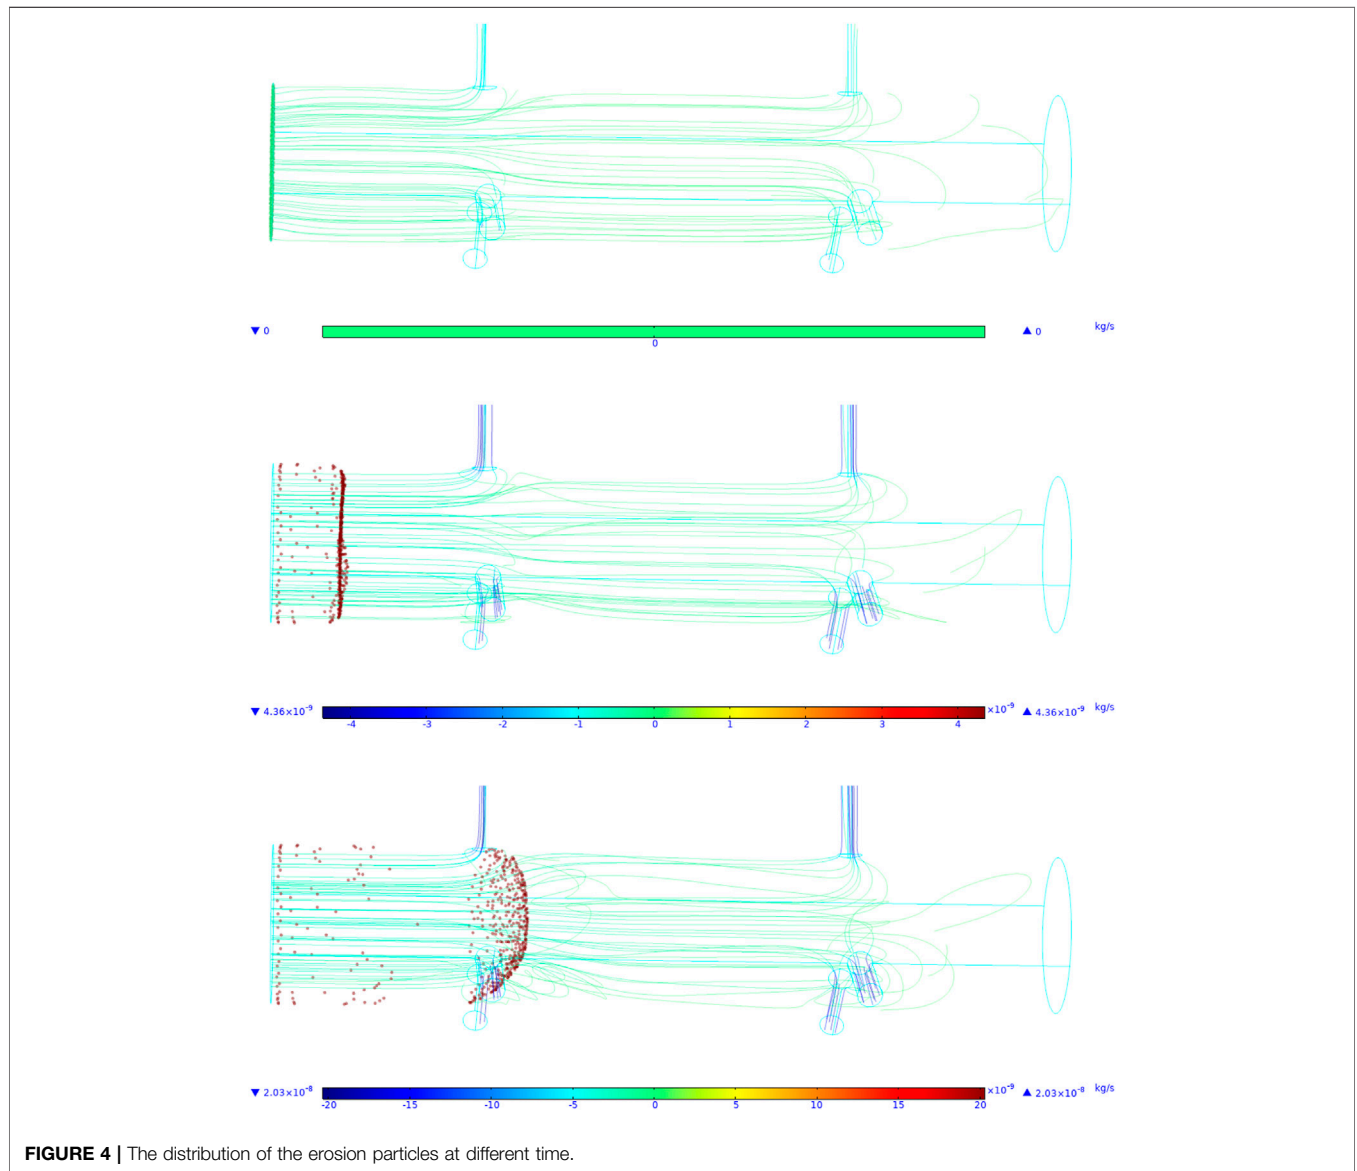 ▼ 0
▲ 0
kg/s
0
▼ 4.36×10⁻⁹
×10⁻⁹
▲ 4.36×10⁻⁹
kg/s
-4 -3 -2 -1 0 1 2 3 4
▼ 2.03×10⁻⁸
×10⁻⁹
▲ 2.03×10⁻⁸
kg/s
-20 -15 -10 -5 0 5 10 15 20
FIGURE 4 | The distribution of the erosion particles at different time.